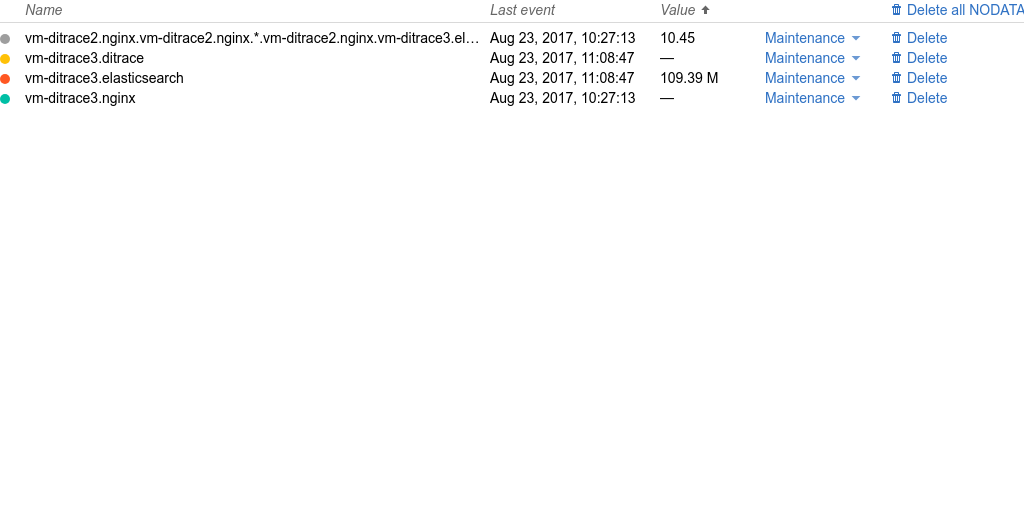 Name Last event Value Delete all NODATA
vm-ditrace2.nginx.vm-ditrace2.nginx.*.vm-ditrace2.nginx.vm-ditrace3.el… Aug 23, 2017, 10:27:13 10.45 Maintenance Delete
vm-ditrace3.ditrace Aug 23, 2017, 11:08:47 — Maintenance Delete
vm-ditrace3.elasticsearch Aug 23, 2017, 11:08:47 109.39 M Maintenance Delete
vm-ditrace3.nginx Aug 23, 2017, 10:27:13 — Maintenance Delete